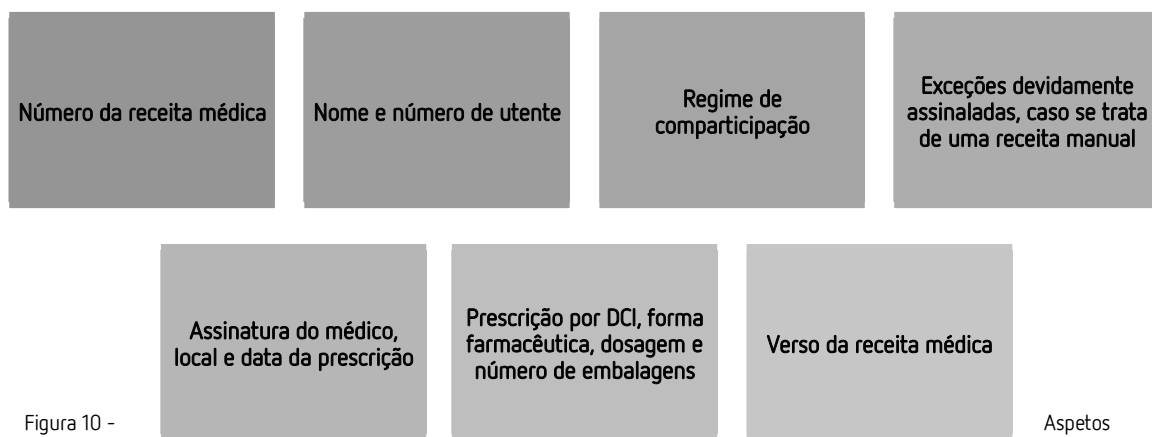 Número da receita médica
Nome e número de utente
Regime de
comparticipação
Exceções devidamente
assinaladas, caso se trata
de uma receita manual
Assinatura do médico,
local e data da prescrição
Prescrição por DCI, forma
farmacêutica, dosagem e
número de embalagens
Verso da receita médica
Figura 10 - Aspetos